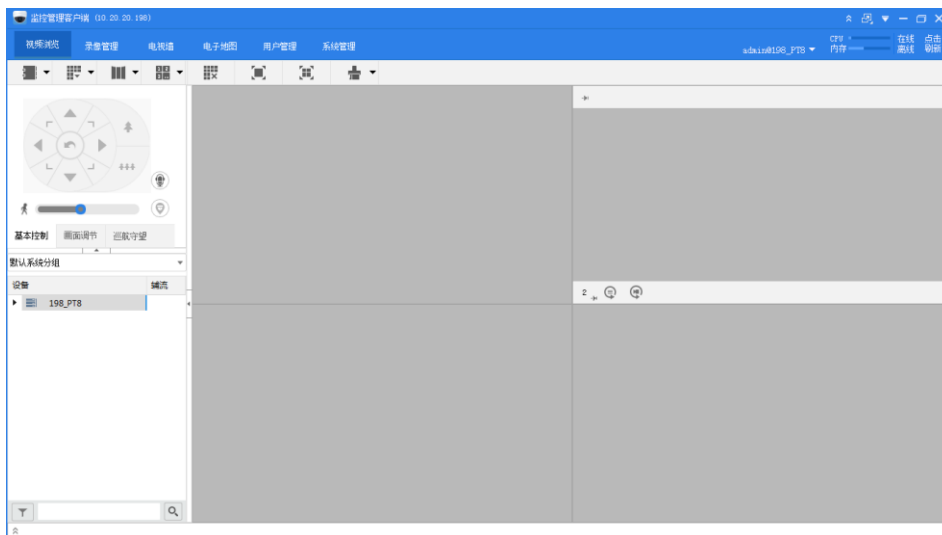 监控管理客户端 (10.20.20.198)
视频浏览 录像管理 电视墙 电子地图 用户管理 系统管理
admin@198_PT8
CPU
内存
在线
离线
点击
刷新
基本控制 画面调节 巡航守望
默认系统分组
设备 辅流
198_PT8
2